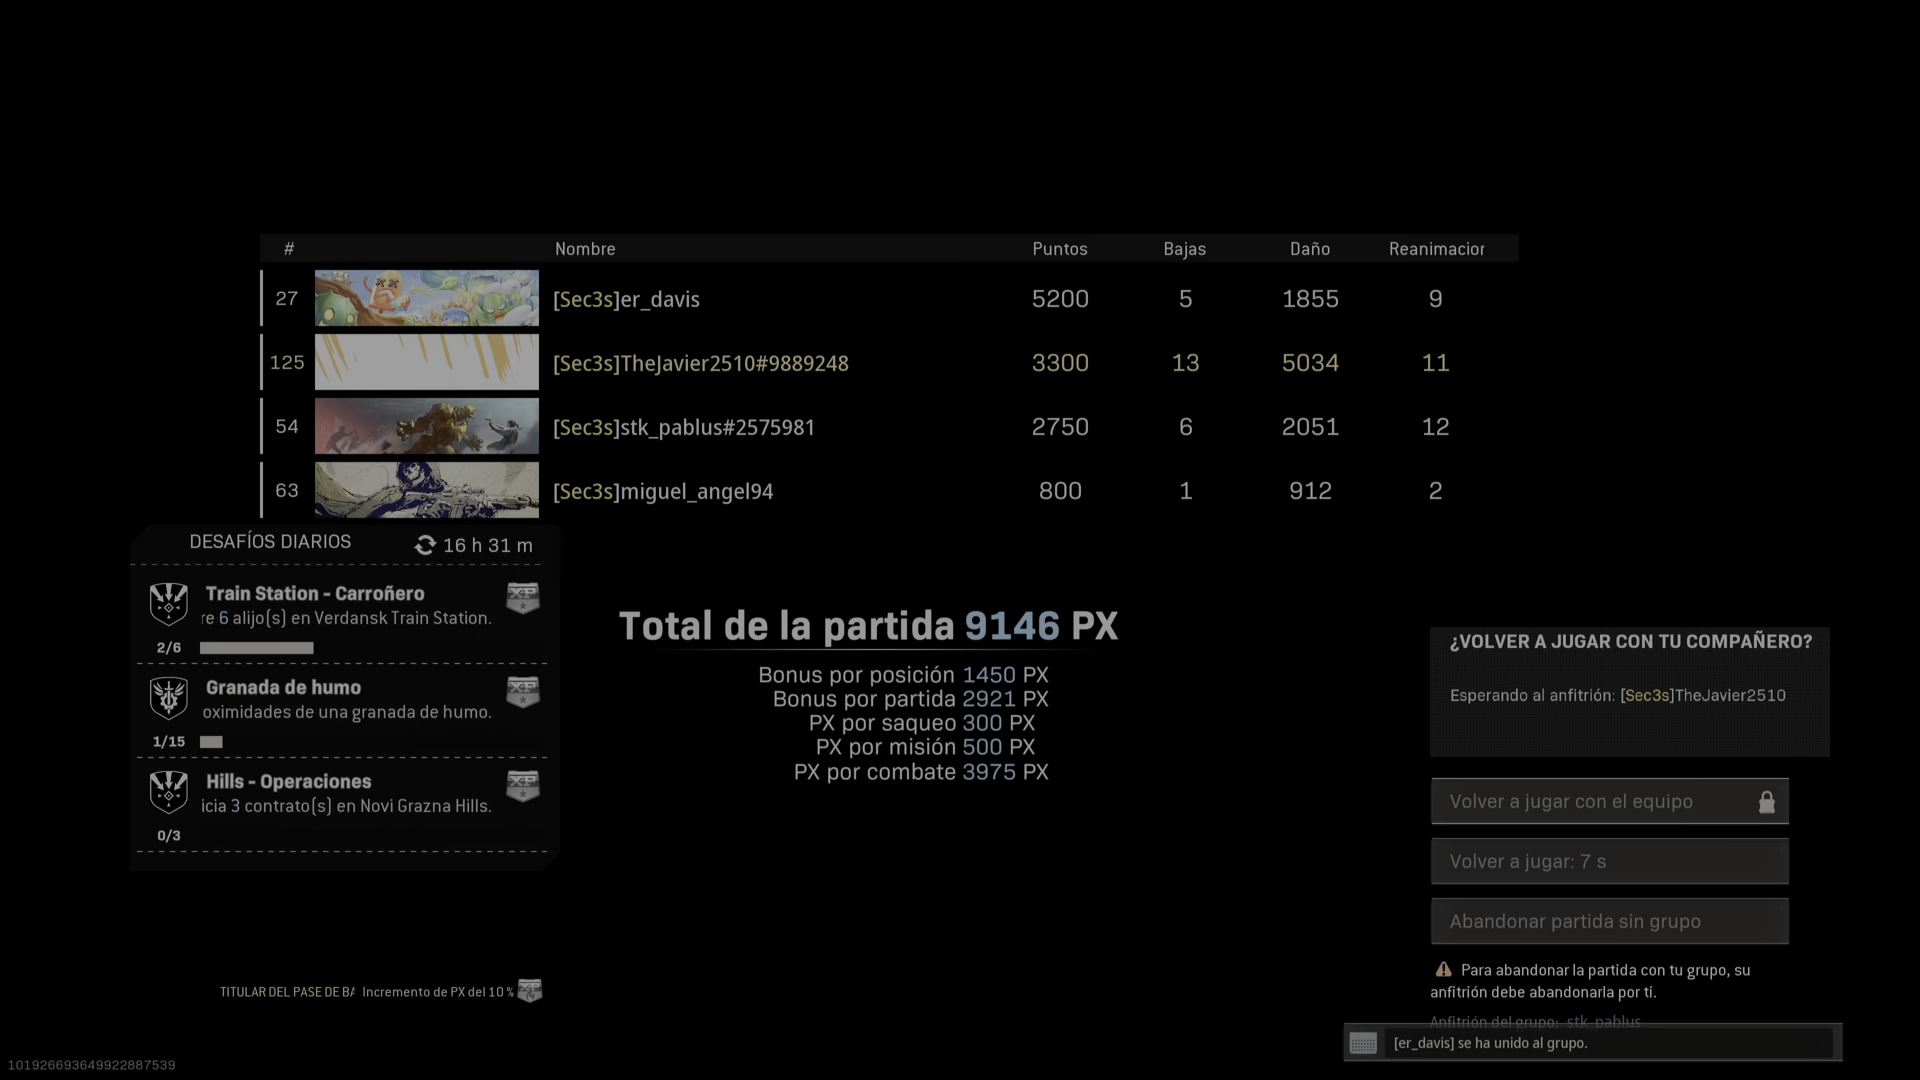 # Nombre Puntos Bajas Daño Reanimacior
27 [Sec3s]er_davis 5200 5 1855 9
125 [Sec3s]TheJavier2510#9889248 3300 13 5034 11
54 [Sec3s]stk_pablus#2575981 2750 6 2051 12
63 [Sec3s]miguel_angel94 800 1 912 2
DESAFÍOS DIARIOS 16 h 31 m
Train Station - Carroñero
XP
re 6 alijo(s) en Verdansk Train Station.
2/6
Granada de humo
XP
oximidades de una granada de humo.
1/15
Hills - Operaciones
XP
icia 3 contrato(s) en Novi Grazna Hills.
0/3
TITULAR DEL PASE DE BA Incremento de PX del 10 %
Total de la partida 9146 PX
Bonus por posición 1450 PX
Bonus por partida 2921 PX
PX por saqueo 300 PX
PX por misión 500 PX
PX por combate 3975 PX
¿VOLVER A JUGAR CON TU COMPAÑERO?
Esperando al anfitrión: [Sec3s]TheJavier2510
Volver a jugar con el equipo
Volver a jugar: 7 s
Abandonar partida sin grupo
Para abandonar la partida con tu grupo, su
anfitrión debe abandonarla por ti.
Anfitrión del grupo: stk_pablus
[er_davis] se ha unido al grupo.
101926693649922887539